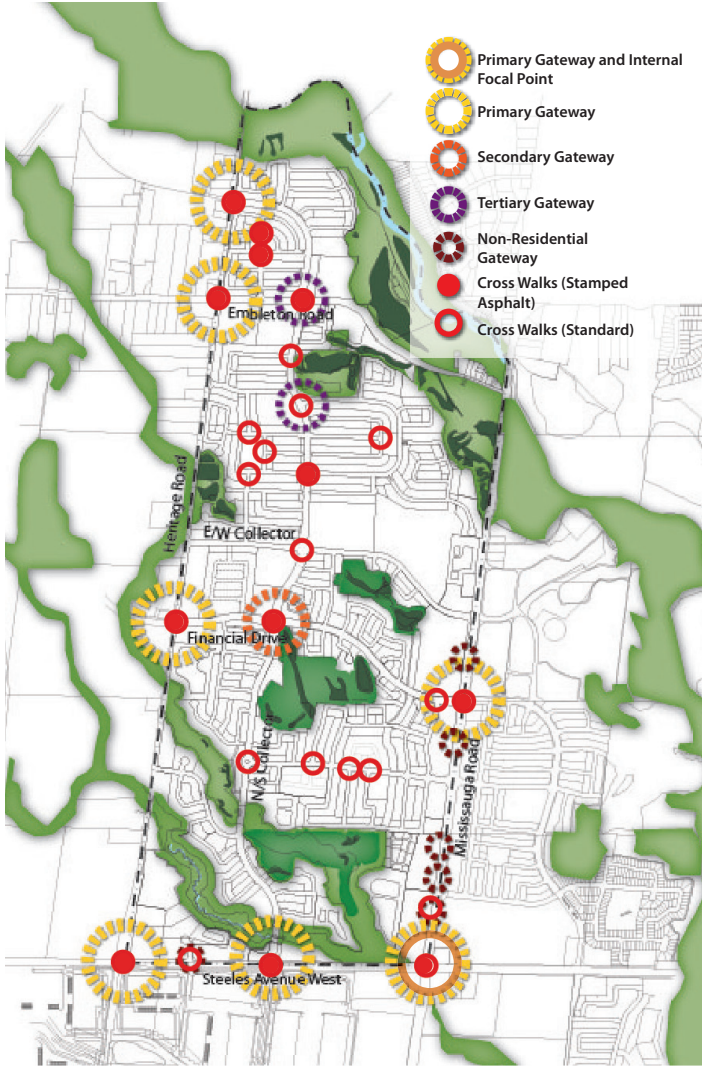 Primary Gateway and Internal
Focal Point
Primary Gateway
Secondary Gateway
Tertiary Gateway
Non-Residential
Gateway
Cross Walks (Stamped
Asphalt)
Cross Walks (Standard)
Embleton Road
Heritage Road
E/W Collector
Financial Drive
N/S Collector
Mississauga Road
Steeles Avenue West